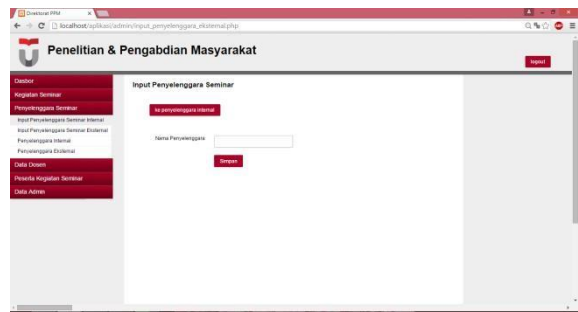 Direktorat PPM
localhost/aplikasi/admin/input_penyelenggara_eksternal.php
Penelitian & Pengabdian Masyarakat
logout
Dasbor
Kegiatan Seminar
Penyelenggara Seminar
Input Penyelenggara Seminar Internal
Input Penyelenggara Seminar Eksternal
Penyelenggara Internal
Penyelenggara Eksternal
Data Dosen
Peserta Kegiatan Seminar
Data Admin
Input Penyelenggara Seminar
ke penyelenggara internal
Nama Penyelenggara
Simpan